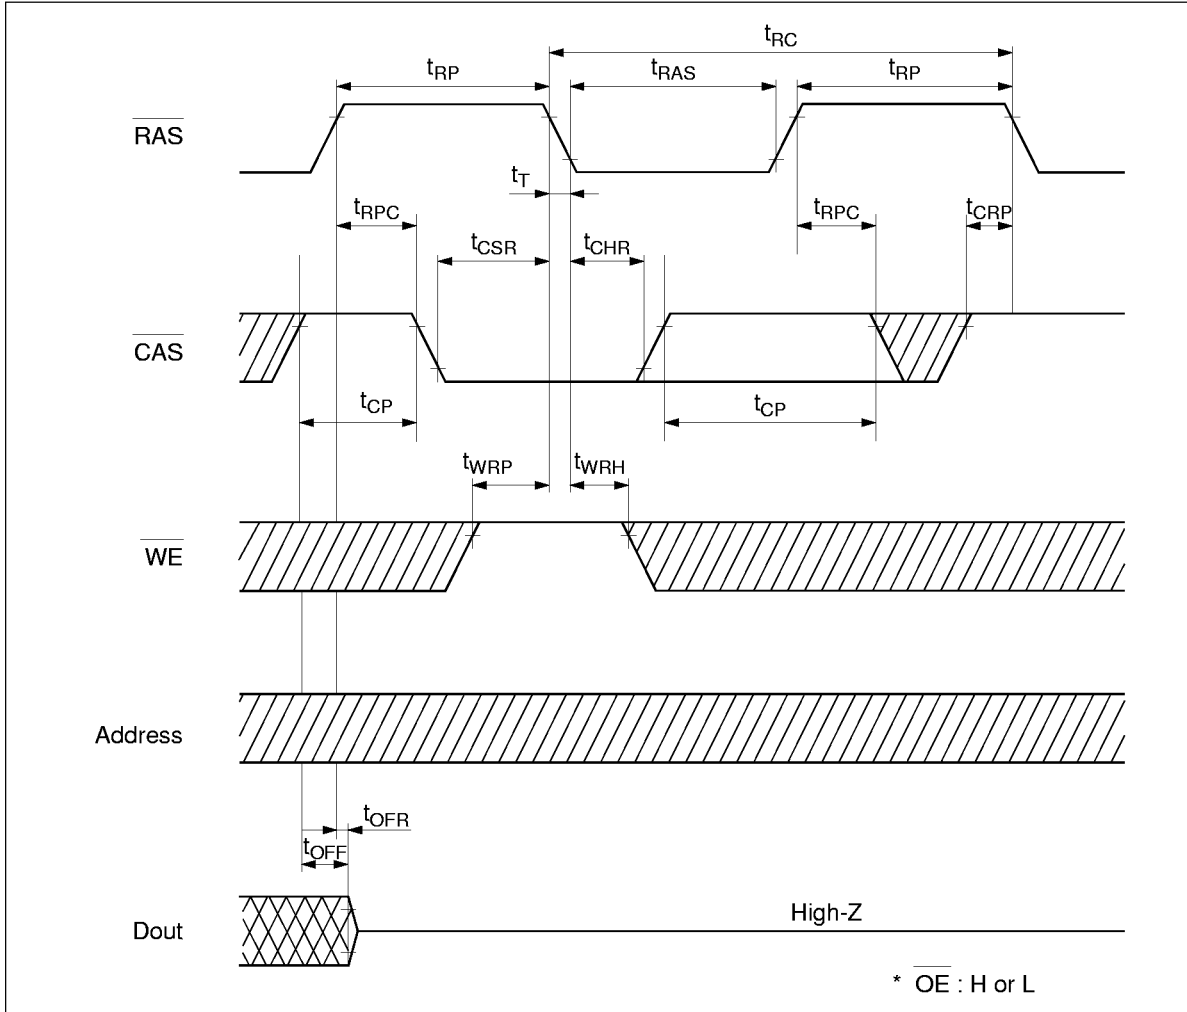 tRC
tRP tRAS tRP
RAS
tT
tRPC tRPC tCRP
tCSR tCHR
CAS
tCP tCP
tWRP tWRH
WE
Address
tOFR
tOFF
High-Z
Dout
* OE : H or L